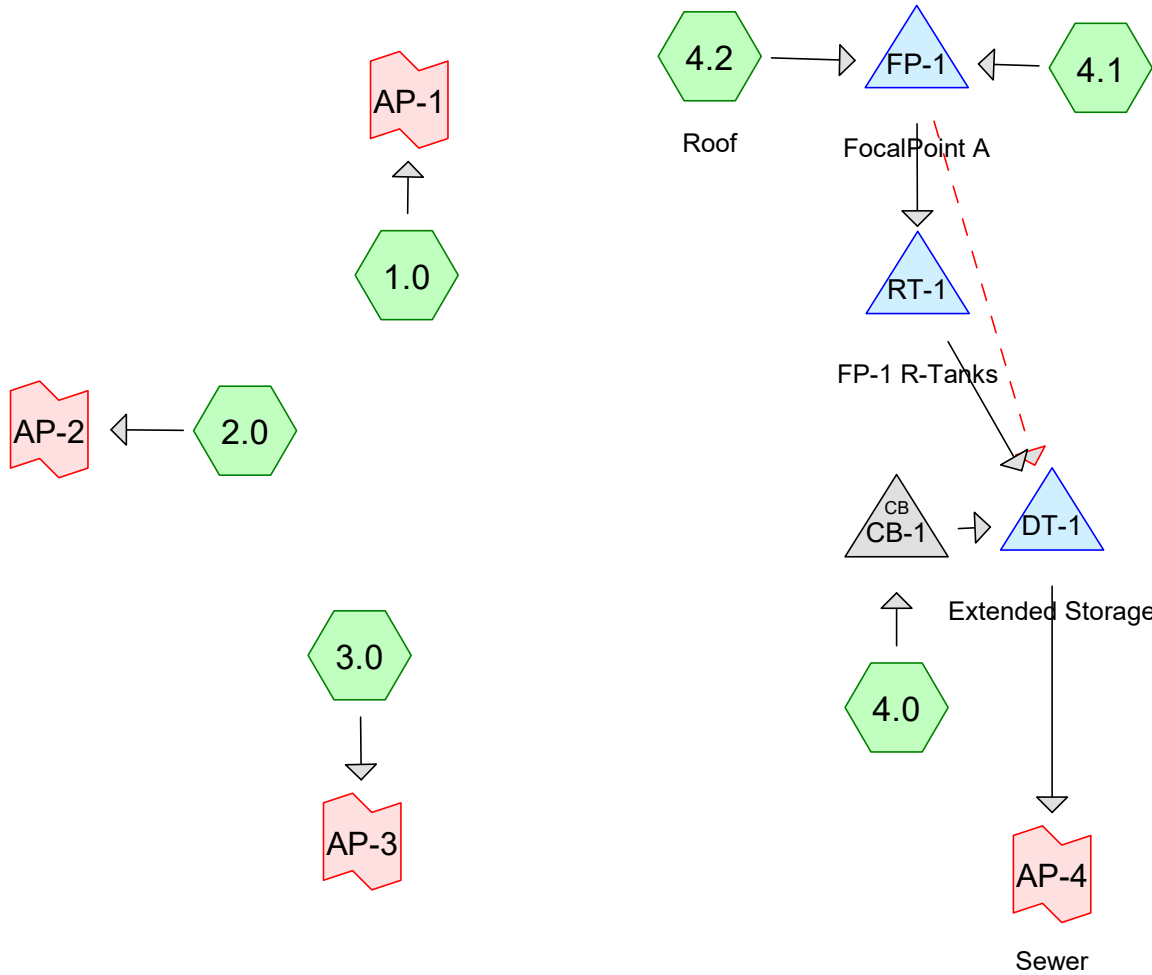 4.2
FP-1
4.1
AP-1
Roof
FocalPoint A
1.0
RT-1
FP-1 R-Tanks
AP-2
2.0
CB
CB-1
DT-1
Extended Storage
3.0
4.0
AP-3
AP-4
Sewer